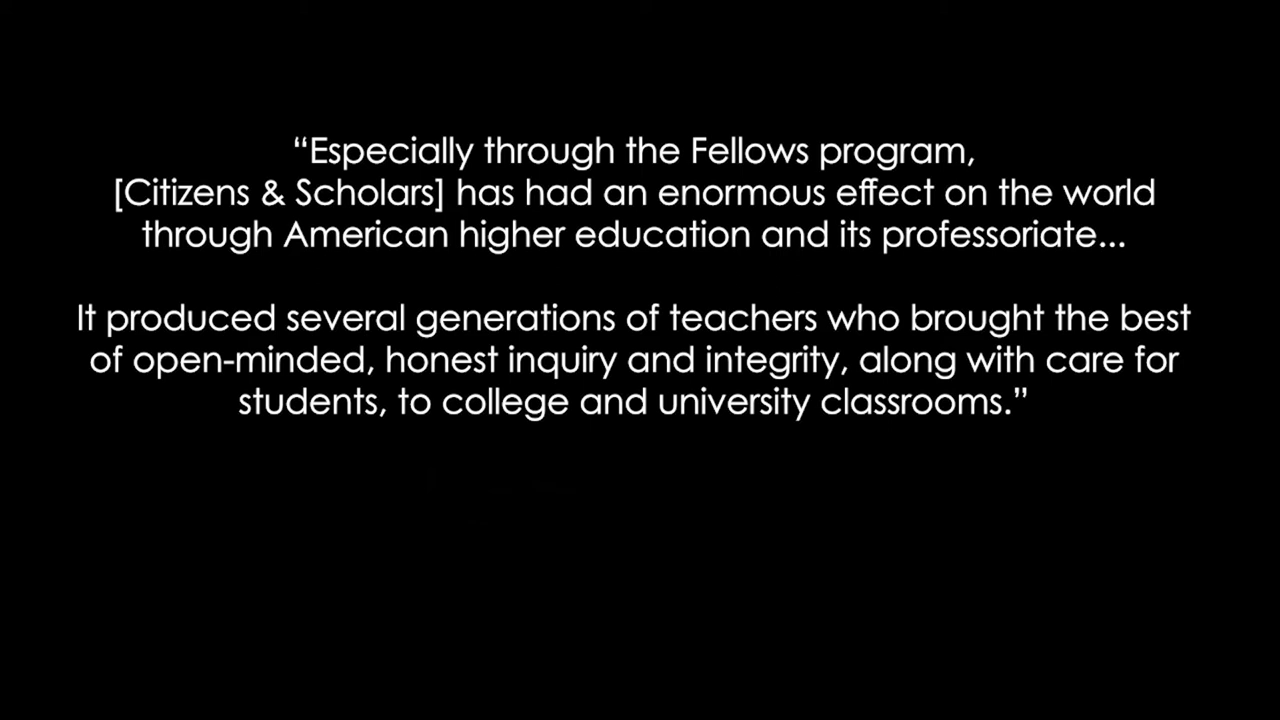 “Especially through the Fellows program,
[Citizens & Scholars] has had an enormous effect on the world
through American higher education and its professoriate...
It produced several generations of teachers who brought the best
of open-minded, honest inquiry and integrity, along with care for
students, to college and university classrooms.”